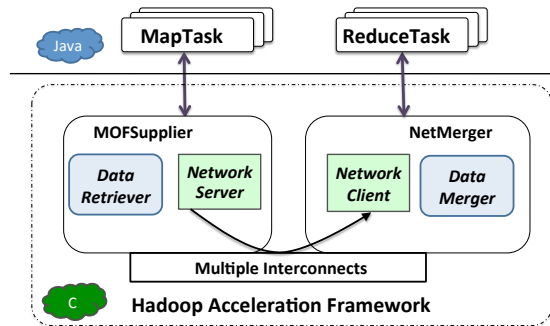 Java
MapTask
ReduceTask
MOFSupplier
NetMerger
Data
Retriever
Network
Server
Network
Client
Data
Merger
Multiple Interconnects
C
Hadoop Acceleration Framework